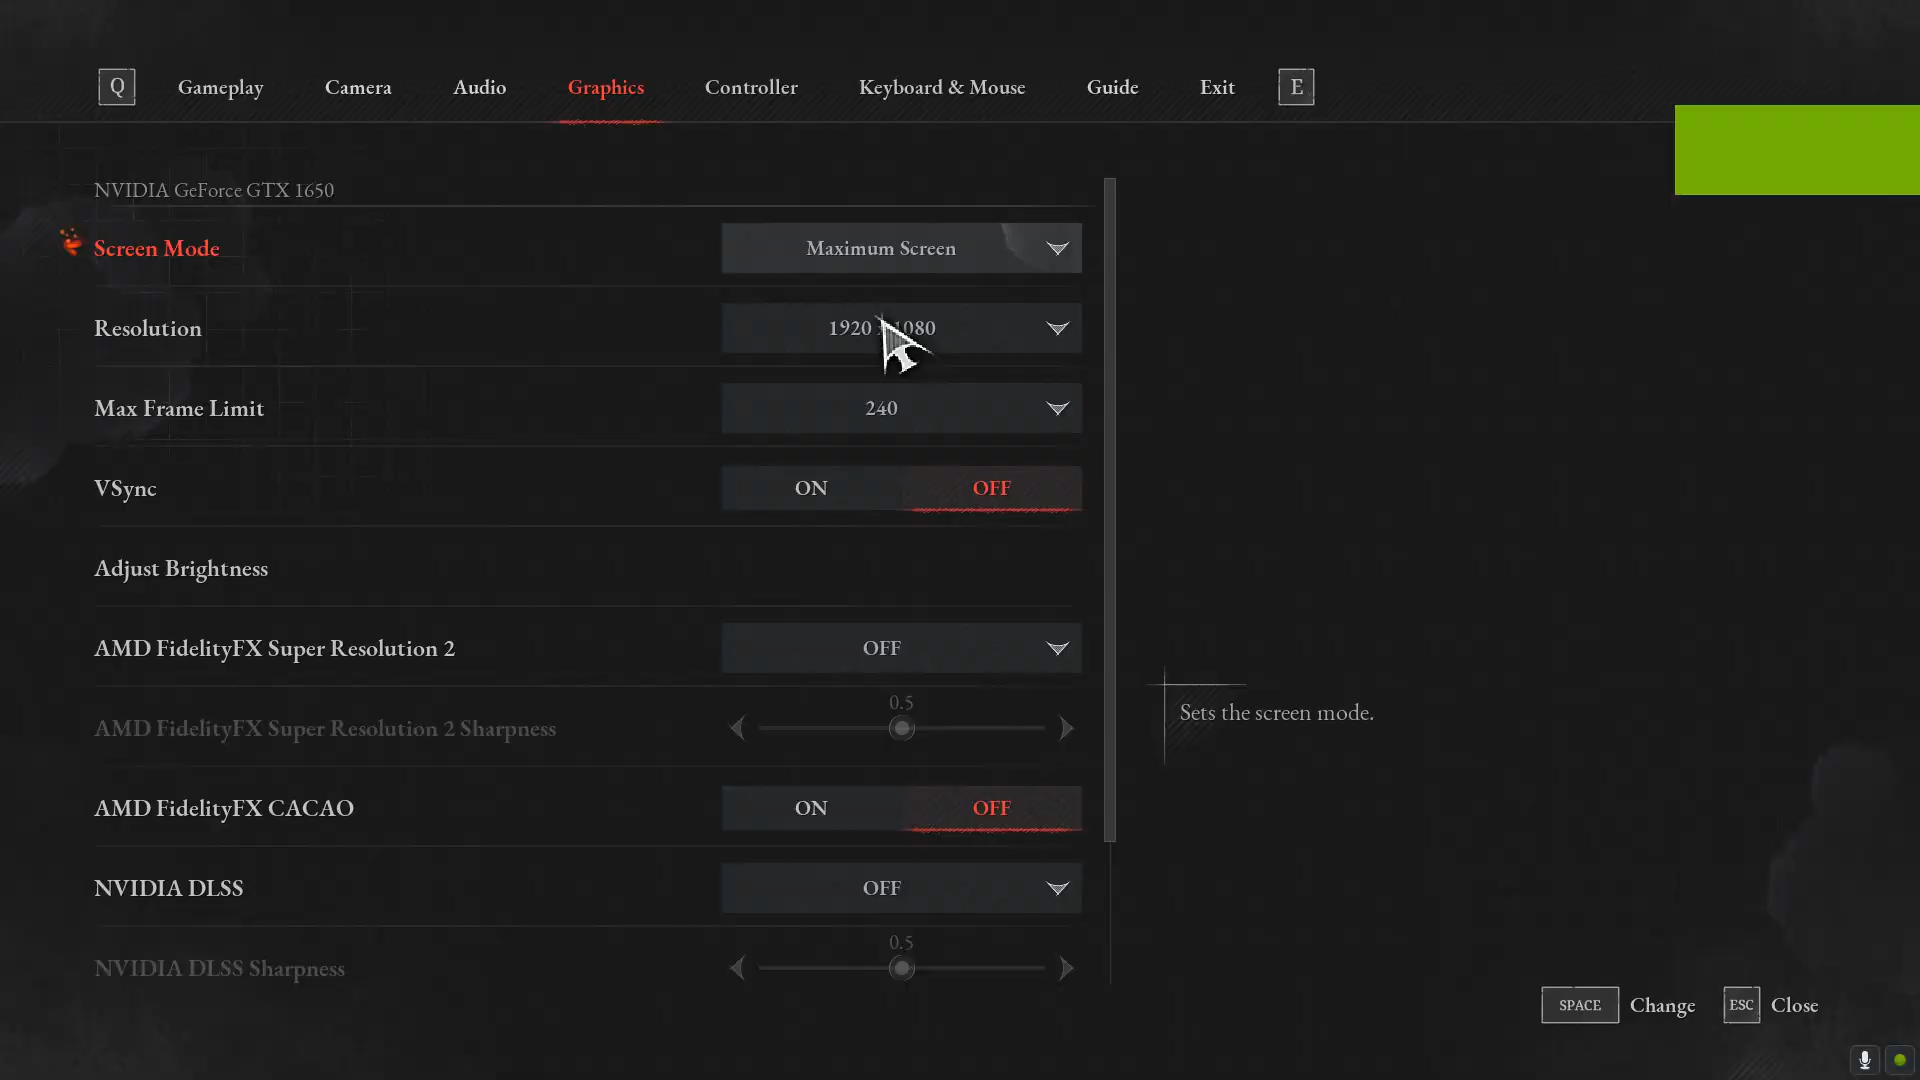 Q Gameplay Camera Audio Graphics Controller Keyboard & Mouse Guide Exit E
NVIDIA GeForce GTX 1650
Screen Mode Maximum Screen
Resolution 1920 x 1080
Max Frame Limit 240
VSync ON OFF
Adjust Brightness
AMD FidelityFX Super Resolution 2 OFF
0.5
AMD FidelityFX Super Resolution 2 Sharpness
Sets the screen mode.
AMD FidelityFX CACAO ON OFF
NVIDIA DLSS OFF
0.5
NVIDIA DLSS Sharpness
SPACE Change ESC Close